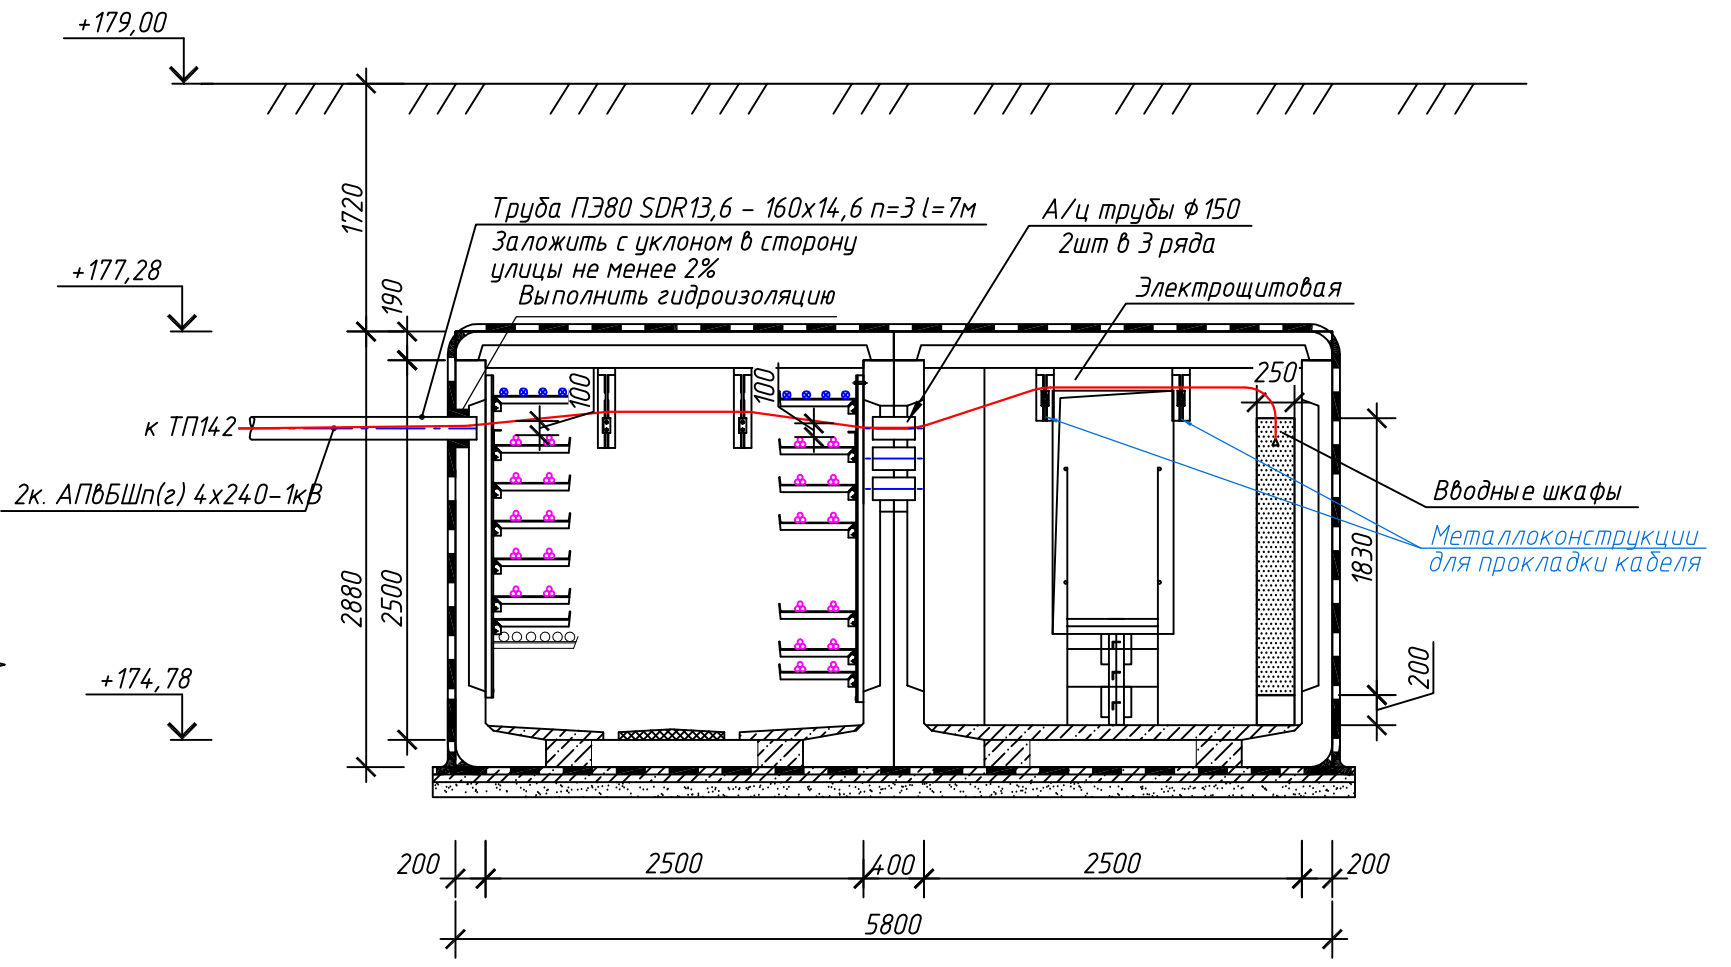 +179,00
1720
Труба ПЭ80 SDR13,6 - 160х14,6 n=3 l=7м
Заложить с уклоном в сторону
улицы не менее 2%
Выполнить гидроизоляцию
А/ц трубы Ф150
2шт в 3 ряда
Электрощитовая
+177,28
190
100
100
250
к ТП142
2к. АПвБШп(г) 4х240-1кВ
Вводные шкафы
Металлоконструкции
для прокладки кабеля
2880
2500
1830
200
+174,78
200
2500
400
2500
200
5800